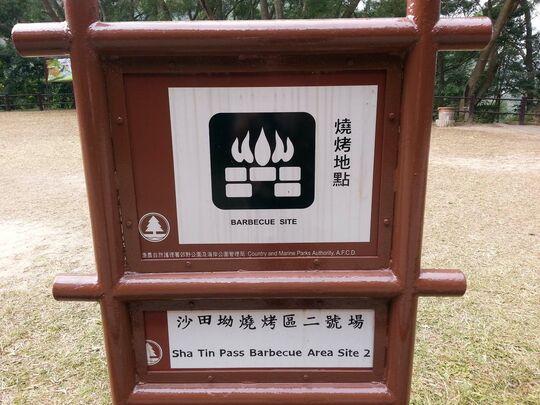 燒烤地點
BARBECUE SITE
漁農自然護理署郊野公園及海岸公園管理局 Country and Marine Parks Authority, A.F.C.D.
沙田坳燒烤區二號場
Sha Tin Pass Barbecue Area Site 2